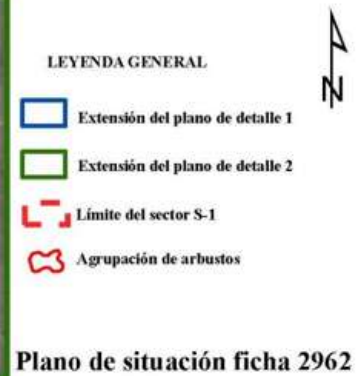 N
LEYENDA GENERAL
Extensión del plano de detalle 1
Extensión del plano de detalle 2
Límite del sector S-1
Agrupación de arbustos
Plano de situación ficha 2962